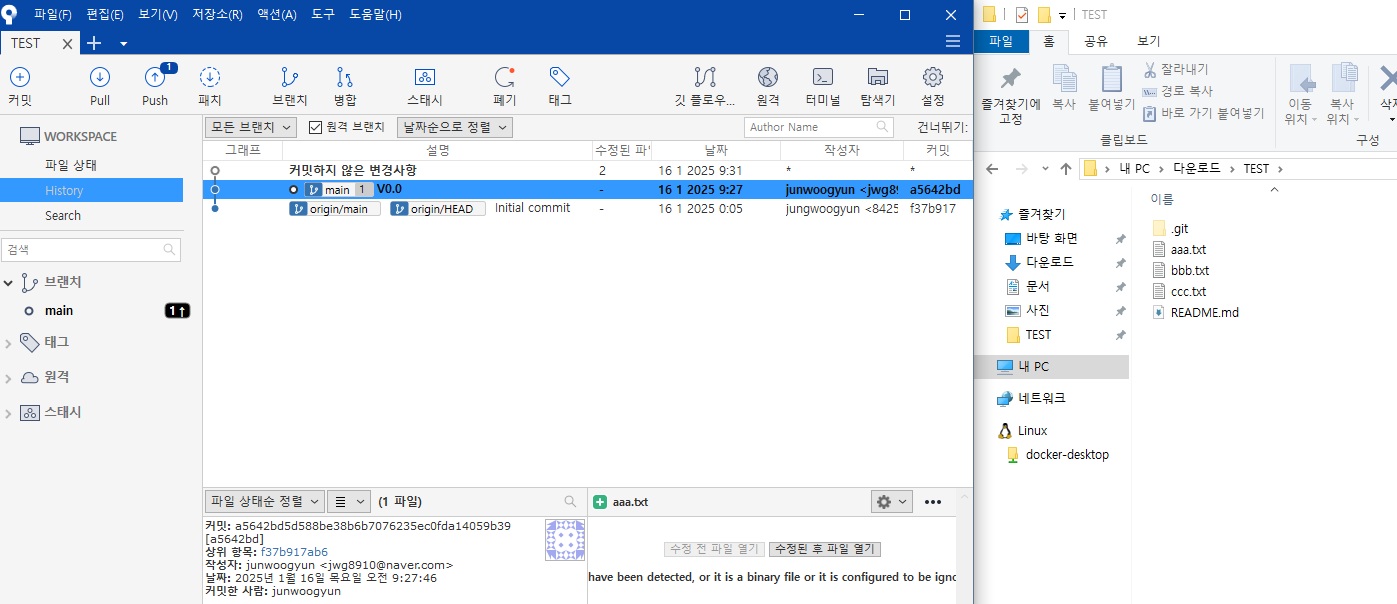 파일(F) 편집(E) 보기(V) 저장소(R) 액션(A) 도구 도움말(H)
TEST
1
커밋 Pull Push 패치 브랜치 병합 스태시 폐기 태그 깃 플로우... 원격 터미널 탐색기 설정
WORKSPACE
파일 상태
History
Search
검색
브랜치
main 1↑
태그
원격
스태시
모든 브랜치 원격 브랜치 날짜순으로 정렬 Author Name 건너뛰기:
그래프 설명 수정된 파일 날짜 작성자 커밋
커밋하지 않은 변경사항 2 16 1 2025 9:31 * *
main 1 V0.0 - 16 1 2025 9:27 junwoogyun <jwg89 a5642bd
origin/main origin/HEAD Initial commit - 16 1 2025 0:05 jungwoogyun <8425 f37b917
파일 상태순 정렬 (1 파일)
커밋: a5642bd5d588be38b6b7076235ec0fda14059b39
[a5642bd]
상위 항목: f37b917ab6
작성자: junwoogyun <jwg8910@naver.com>
날짜: 2025년 1월 16일 목요일 오전 9:27:46
커밋한 사람: junwoogyun
aaa.txt
수정 전 파일 열기 수정된 후 파일 열기
have been detected, or it is a binary file or it is configured to be igno
TEST
파일 홈 공유 보기
즐겨찾기에
고정
복사
붙여넣기
잘라내기
경로 복사
바로 가기 붙여넣기
이동
위치
복사
위치
클립보드 구성
내 PC 다운로드 TEST
이름
즐겨찾기
바탕 화면
다운로드
문서
사진
TEST
내 PC
네트워크
Linux
docker-desktop
.git
aaa.txt
bbb.txt
ccc.txt
README.md